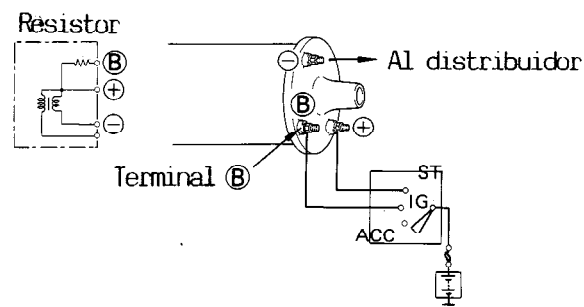 Resistor
Ⓑ
⊕
⊖
⊖
Al distribuidor
Ⓑ
⊕
Terminal Ⓑ
ST
IG
ACC